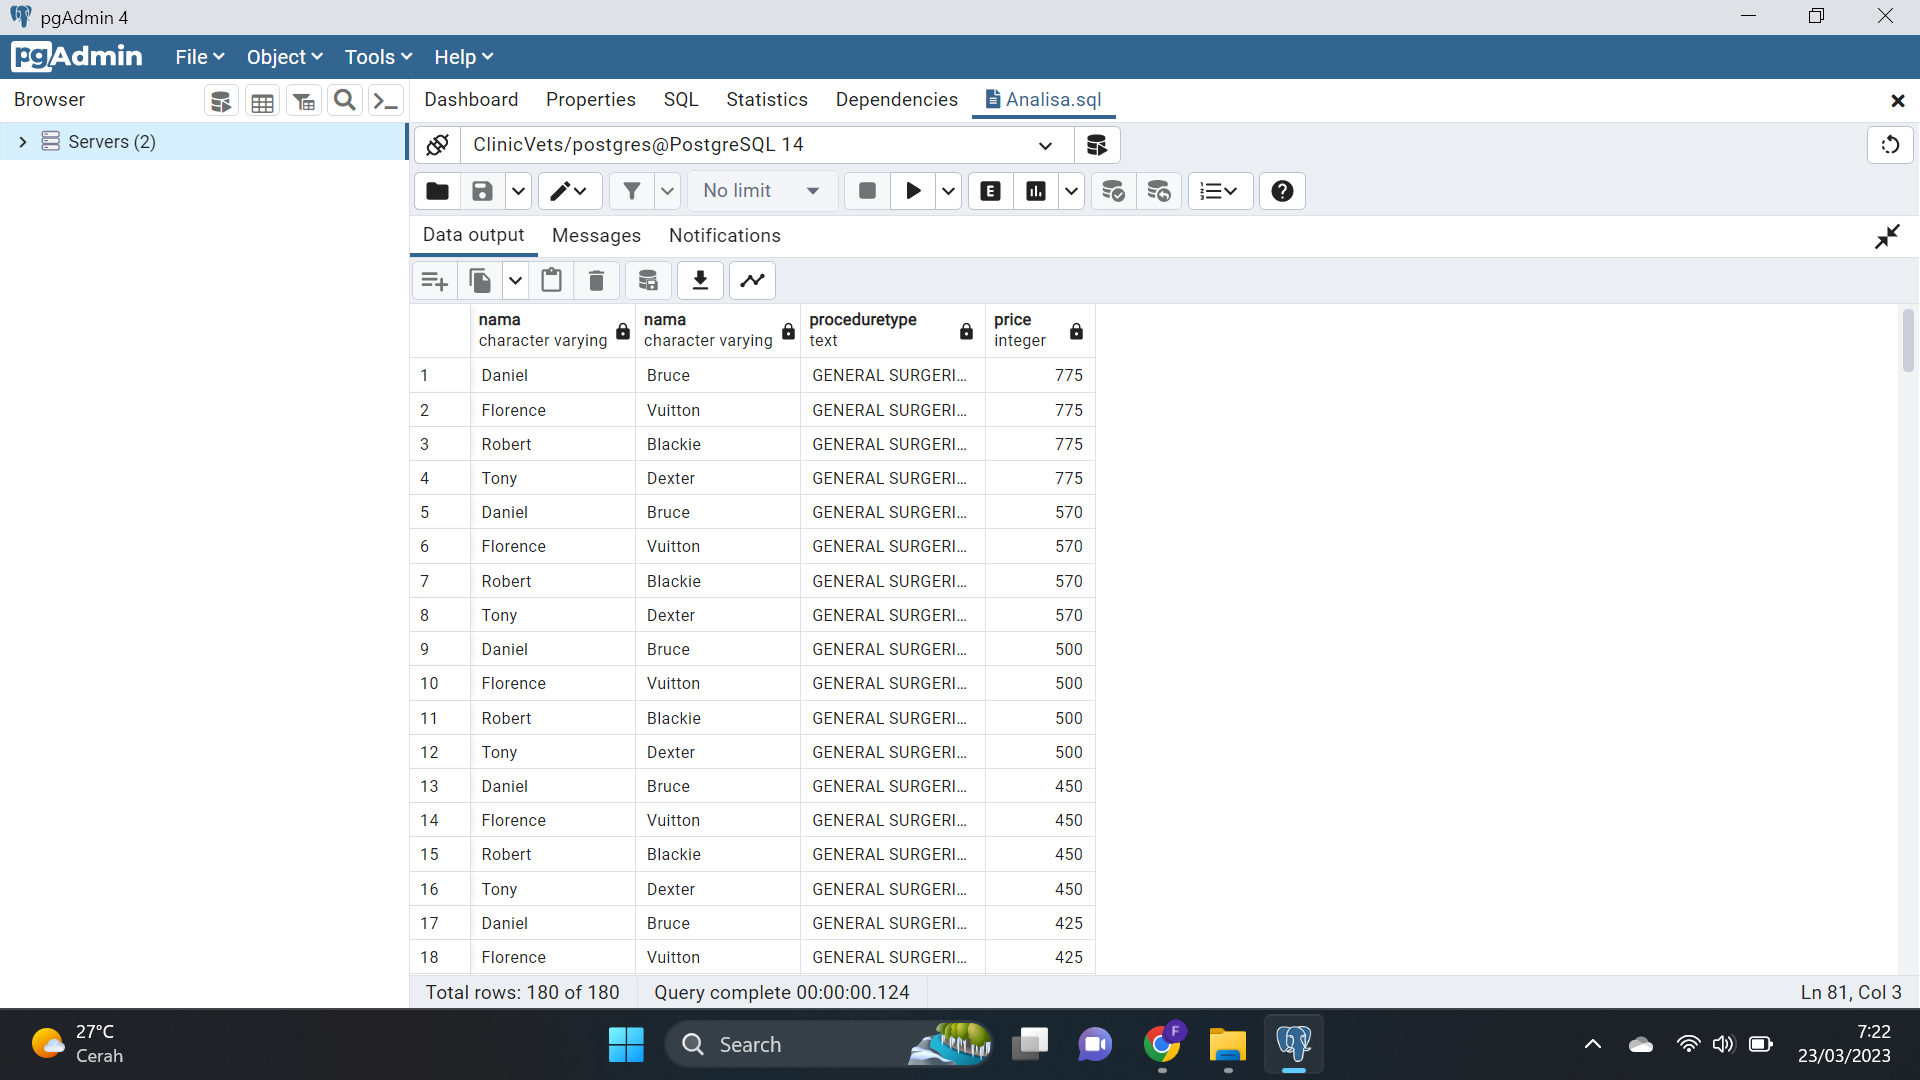 pgAdmin 4
pgAdmin File Object Tools Help
Browser Dashboard Properties SQL Statistics Dependencies Analisa.sql
Servers (2)
ClinicVets/postgres@PostgreSQL 14
No limit E
Data output Messages Notifications
nama nama proceduretype price
character varying character varying text integer
1 Daniel Bruce GENERAL SURGERI... 775
2 Florence Vuitton GENERAL SURGERI... 775
3 Robert Blackie GENERAL SURGERI... 775
4 Tony Dexter GENERAL SURGERI... 775
5 Daniel Bruce GENERAL SURGERI... 570
6 Florence Vuitton GENERAL SURGERI... 570
7 Robert Blackie GENERAL SURGERI... 570
8 Tony Dexter GENERAL SURGERI... 570
9 Daniel Bruce GENERAL SURGERI... 500
10 Florence Vuitton GENERAL SURGERI... 500
11 Robert Blackie GENERAL SURGERI... 500
12 Tony Dexter GENERAL SURGERI... 500
13 Daniel Bruce GENERAL SURGERI... 450
14 Florence Vuitton GENERAL SURGERI... 450
15 Robert Blackie GENERAL SURGERI... 450
16 Tony Dexter GENERAL SURGERI... 450
17 Daniel Bruce GENERAL SURGERI... 425
18 Florence Vuitton GENERAL SURGERI... 425
Total rows: 180 of 180 Query complete 00:00:00.124 Ln 81, Col 3
27°C
Cerah
Search
F
7:22
23/03/2023